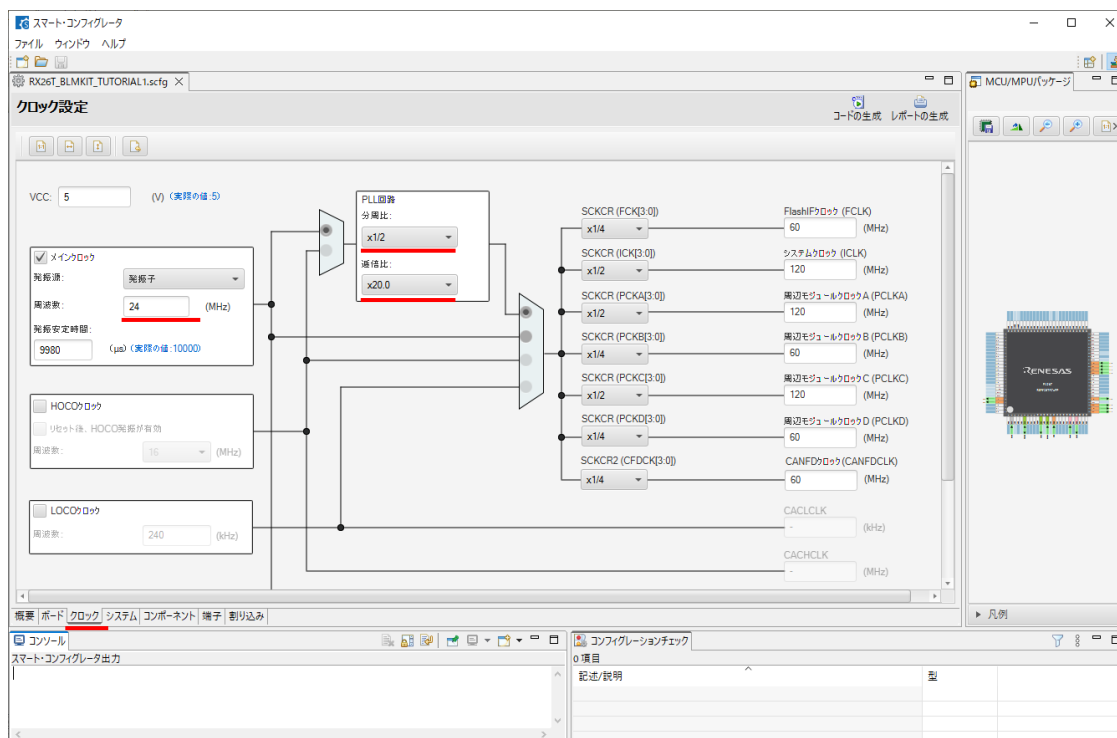 スマート・コンフィグレータ
ファイル ウィンドウ ヘルプ
RX26T_BLMKIT_TUTORIAL1.scfg
MCU/MPUパッケージ
クロック設定
コードの生成 レポートの生成
VCC: 5 (V) (実際の値:5)
PLL回路
分周比:
x1/2
逓倍比:
x20.0
メインクロック
発振源: 発振子
周波数: 24 (MHz)
発振安定時間:
9980 (μs) (実際の値:10000)
HOCOクロック
リセット後、HOCO発振が有効
周波数: 16 (MHz)
LOCOクロック
周波数: 240 (kHz)
SCKCR (FCK[3:0]) FlashIFクロック (FCLK)
x1/4 60 (MHz)
SCKCR (ICK[3:0]) システムクロック (ICLK)
x1/2 120 (MHz)
SCKCR (PCKA[3:0]) 周辺モジュールクロックA (PCLKA)
x1/2 120 (MHz)
SCKCR (PCKB[3:0]) 周辺モジュールクロックB (PCLKB)
x1/4 60 (MHz)
SCKCR (PCKC[3:0]) 周辺モジュールクロックC (PCLKC)
x1/2 120 (MHz)
SCKCR (PCKD[3:0]) 周辺モジュールクロックD (PCLKD)
x1/4 60 (MHz)
SCKCR2 (CFDCK[3:0]) CANFDクロック(CANFDCLK)
x1/4 60 (MHz)
CACLCLK
- (kHz)
CACHCLK
- (MHz)
RENESAS
凡例
概要 ボード クロック システム コンポーネント 端子 割り込み
コンソール
スマート・コンフィグレータ出力
コンフィグレーションチェック
0 項目
記述/説明 型